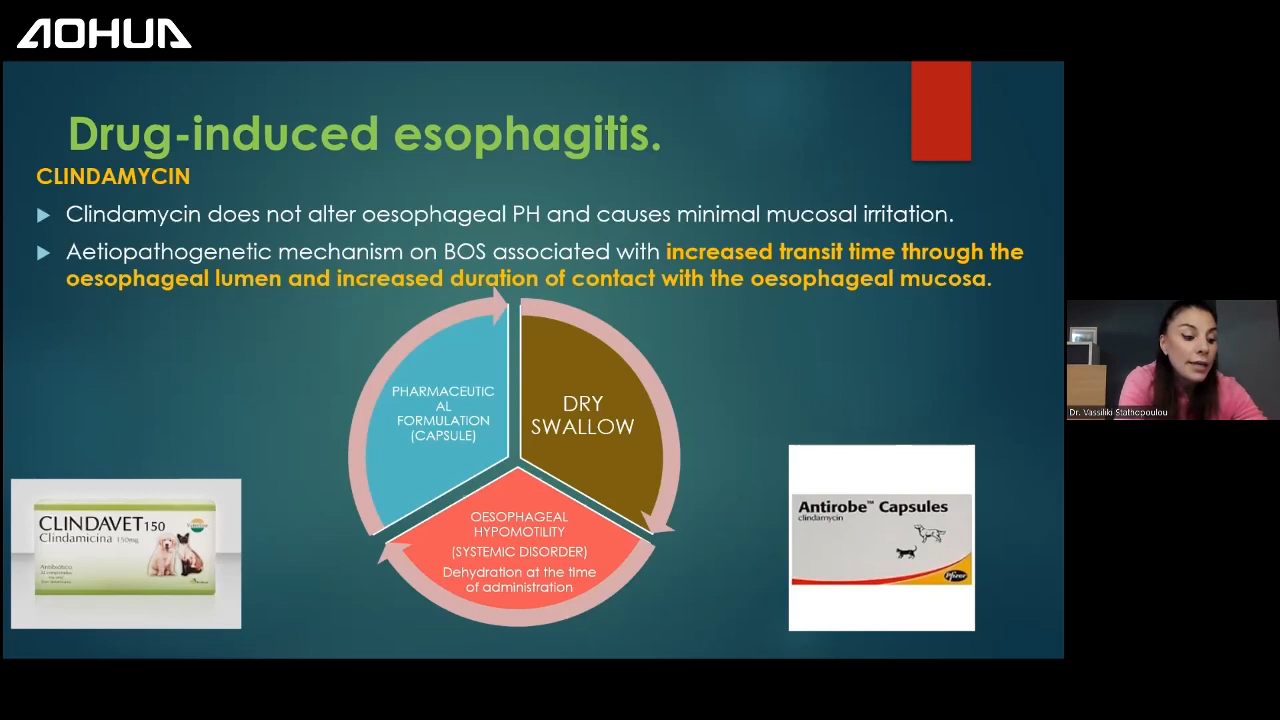 AOHUA
Drug-induced esophagitis.
CLINDAMYCIN
Clindamycin does not alter oesophageal PH and causes minimal mucosal irritation.
Aetiopathogenetic mechanism on BOS associated with increased transit time through the
oesophageal lumen and increased duration of contact with the oesophageal mucosa.
PHARMACEUTIC
AL
FORMULATION
(CAPSULE)
DRY
SWALLOW
OESOPHAGEAL
HYPOMOTILITY
(SYSTEMIC DISORDER)
Dehydration at the time
of administration
CLINDAVET 150
Clindamicina 150mg
Antibiótico
Antirobe™ Capsules
clindamycin
Pfizer
Dr. Vassiliki Stathopoulou